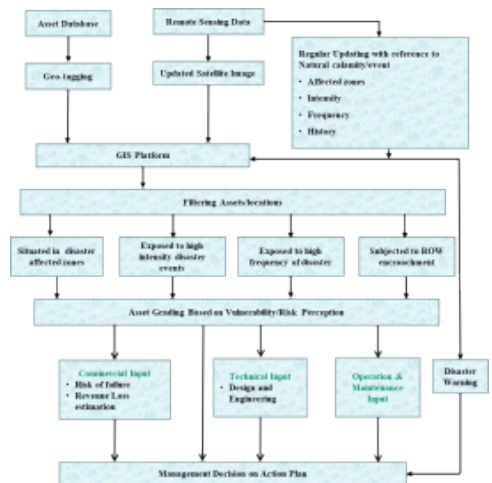 Asset Database
Remote Sensing Data
Regular Updating with reference to
Natural calamity/event
• Affected zones
• Intensity
• Frequency
• History
Geo-tagging
Updated Satellite Image
GIS Platform
Filtering Assets/locations
Situated in disaster
affected zones
Exposed to high
intensity disaster
events
Exposed to high
frequency of disaster
Subjected to ROW
encroachment
Asset Grading Based on Vulnerability/Risk Perception
Commercial Input
• Risk of failure
• Revenue Loss
estimation
Technical Input
• Design and
Engineering
Operation &
Maintenance
Input
Disaster
Warning
Management Decision on Action Plan